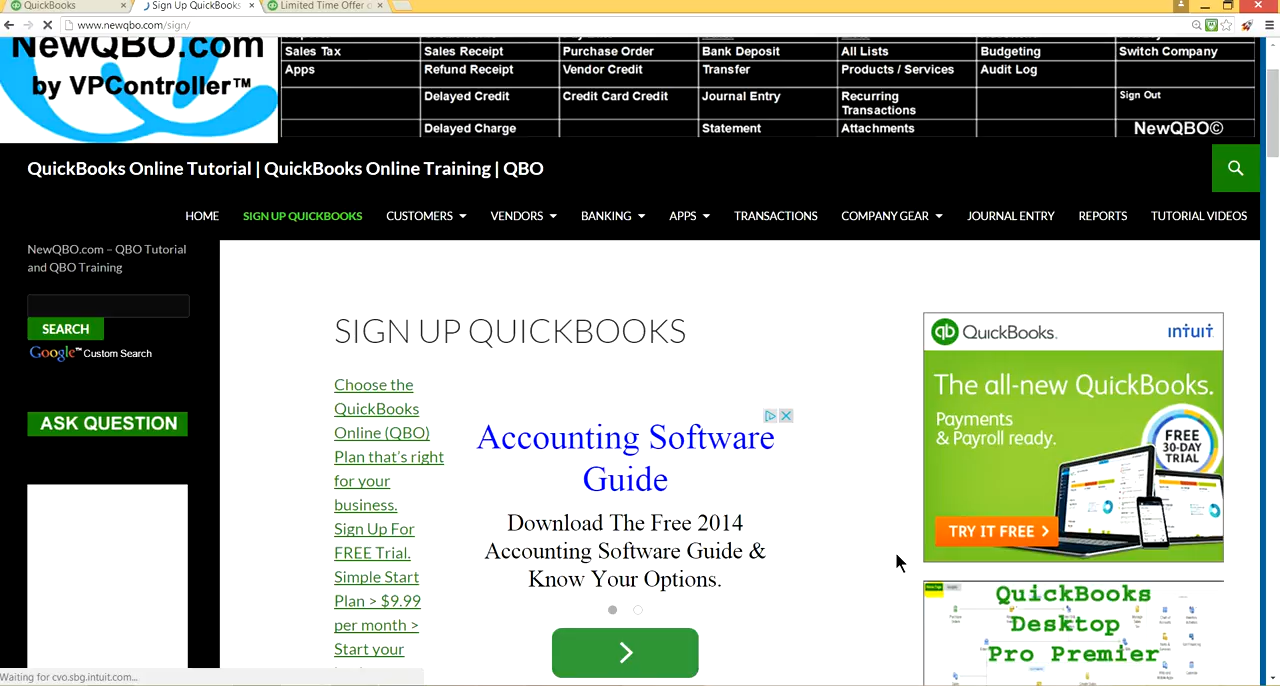 QuickBooks
Sign Up QuickBooks
Limited Time Offer
www.newqbo.com/sign/
NewQBO.com
by VPController™
Sales Tax
Sales Receipt
Purchase Order
Bank Deposit
All Lists
Budgeting
Switch Company
Apps
Refund Receipt
Vendor Credit
Transfer
Products / Services
Audit Log
Delayed Credit
Credit Card Credit
Journal Entry
Recurring
Transactions
Sign Out
Delayed Charge
Statement
Attachments
NewQBO©
QuickBooks Online Tutorial | QuickBooks Online Training | QBO
HOME
SIGN UP QUICKBOOKS
CUSTOMERS
VENDORS
BANKING
APPS
TRANSACTIONS
COMPANY GEAR
JOURNAL ENTRY
REPORTS
TUTORIAL VIDEOS
NewQBO.com – QBO Tutorial
and QBO Training
SEARCH
Google™ Custom Search
ASK QUESTION
SIGN UP QUICKBOOKS
Choose the
QuickBooks
Online (QBO)
Plan that's right
for your
business.
Sign Up For
FREE Trial.
Simple Start
Plan > $9.99
per month >
Start your
Accounting Software
Guide
Download The Free 2014
Accounting Software Guide &
Know Your Options.
qb QuickBooks.
intuit
The all-new QuickBooks.
Payments
& Payroll ready.
FREE
30-DAY
TRIAL
TRY IT FREE >
QuickBooks
Desktop
Pro Premier
Waiting for cvo.sbg.intuit.com...